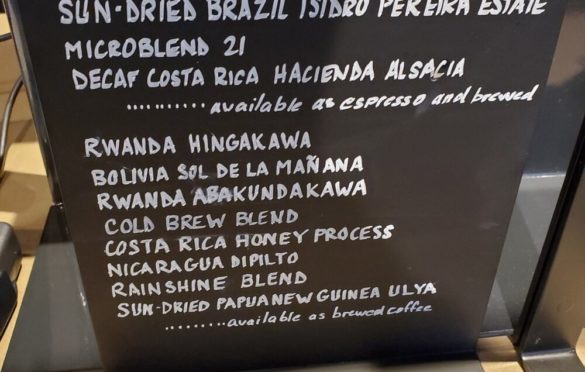 SUN-DRIED BRAZIL ISIDRO PEREIRA ESTATE
MICROBLEND 21
DECAF COSTA RICA HACIENDA ALSACIA
.......... available as espresso and brewed
RWANDA HINGAKAWA
BOLIVIA SOL DE LA MAÑANA
RWANDA ABAKUNDAKAWA
COLD BREW BLEND
COSTA RICA HONEY PROCESS
NICARAGUA DIPILTO
RAINSHINE BLEND
SUN-DRIED PAPUA NEW GUINEA ULYA
......... available as brewed coffee